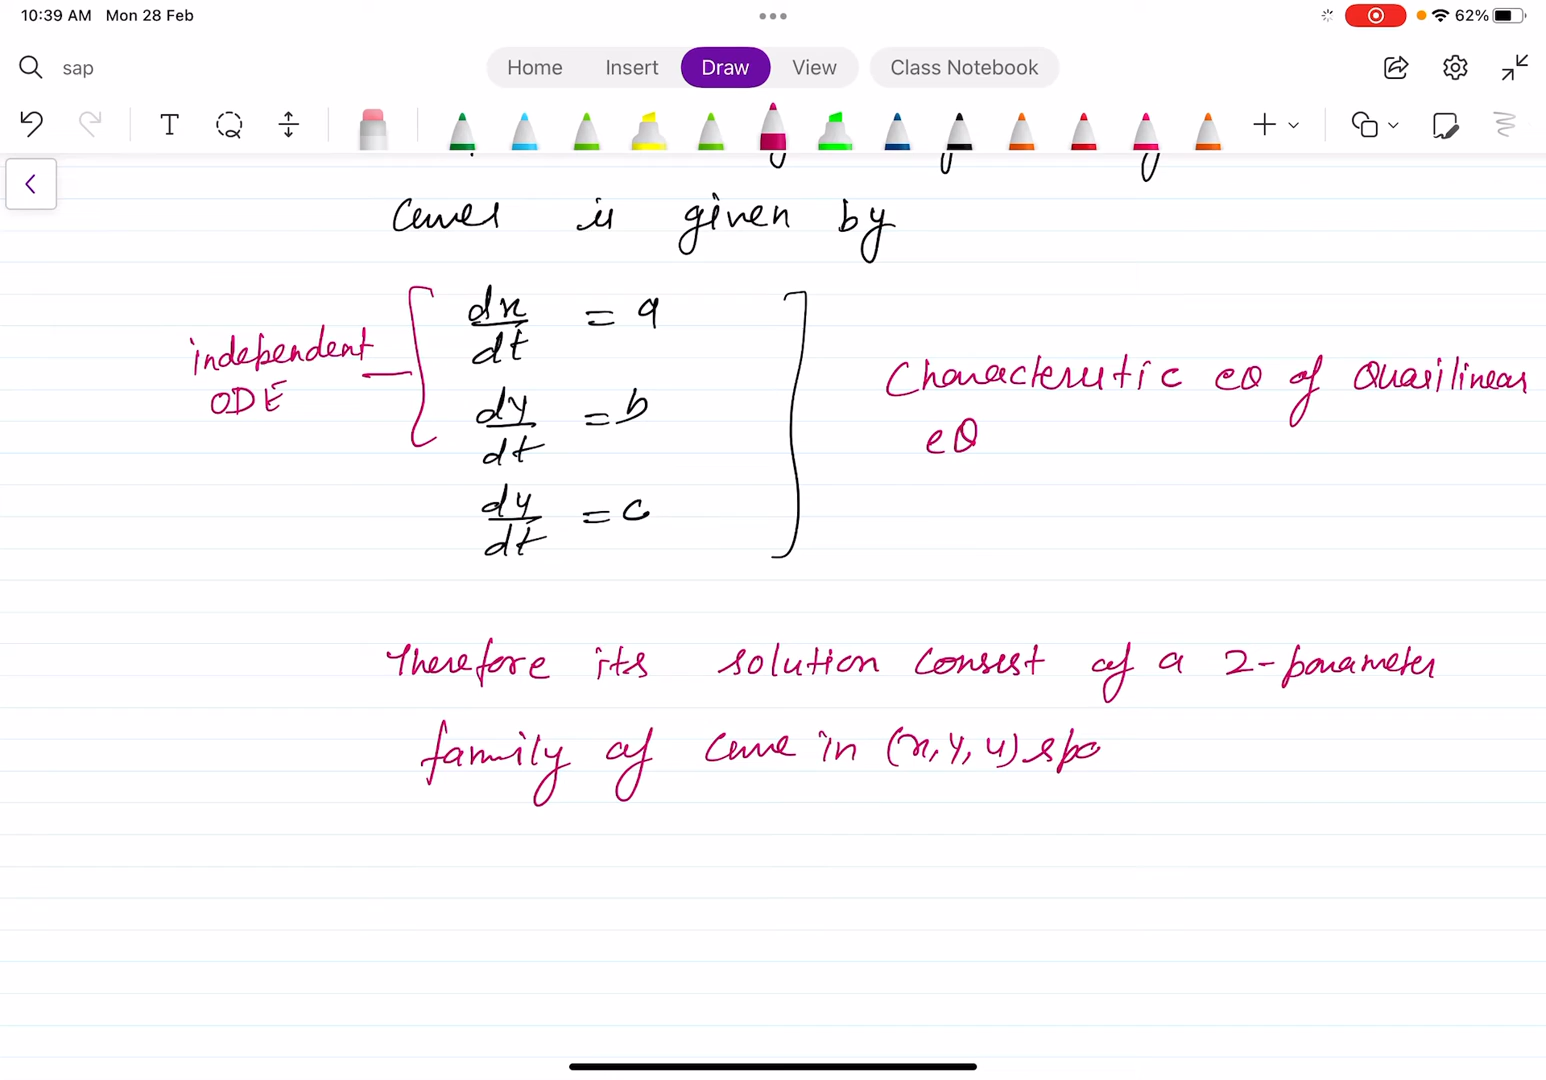 10:39 AM Mon 28 Feb
62%
sap
Home Insert Draw View Class Notebook
T
Curves is given by
dx/dt = a
independent
ODE
dy/dt = b
Characteristic eQ of Quasilinear
eQ
dy/dt = c
Therefore its solution consist of a 2-parameter
family of curve in (x, y, u) spa